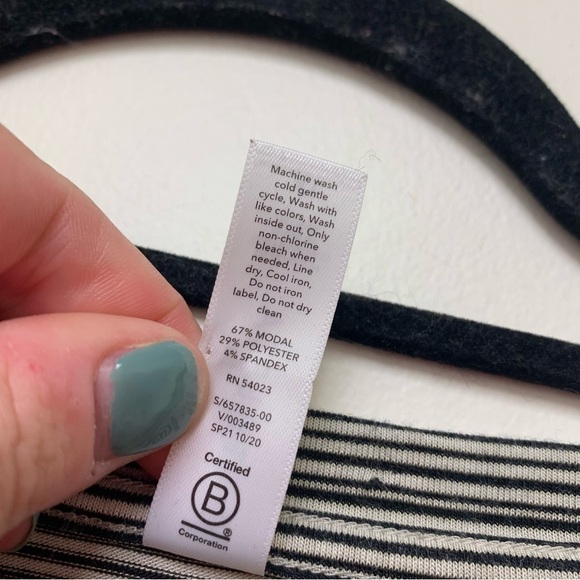 Machine wash
cold gentle
cycle, Wash with
like colors, Wash
inside out, Only
non-chlorine
bleach when
needed, Line
dry, Cool iron,
Do not iron
label, Do not dry
clean
67% MODAL
29% POLYESTER
4% SPANDEX
RN 54023
S/657835-00
V/003489
SP21 10/20
Certified
B
®
Corporation